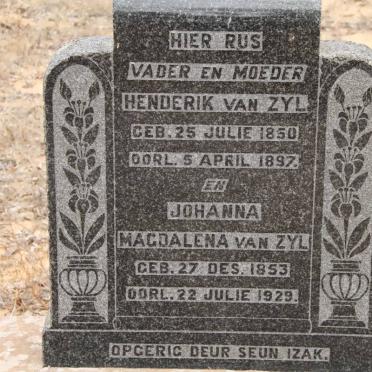 HIER RUS
VADER EN MOEDER
HENDERIK VAN ZYL
GEB. 25 JULIE 1850
OORL. 5 APRIL 1897.
EN
JOHANNA
MAGDALENA VAN ZYL
GEB. 27 DES. 1853
OORL. 22 JULIE 1929.
OPGERIG DEUR SEUN IZAK.